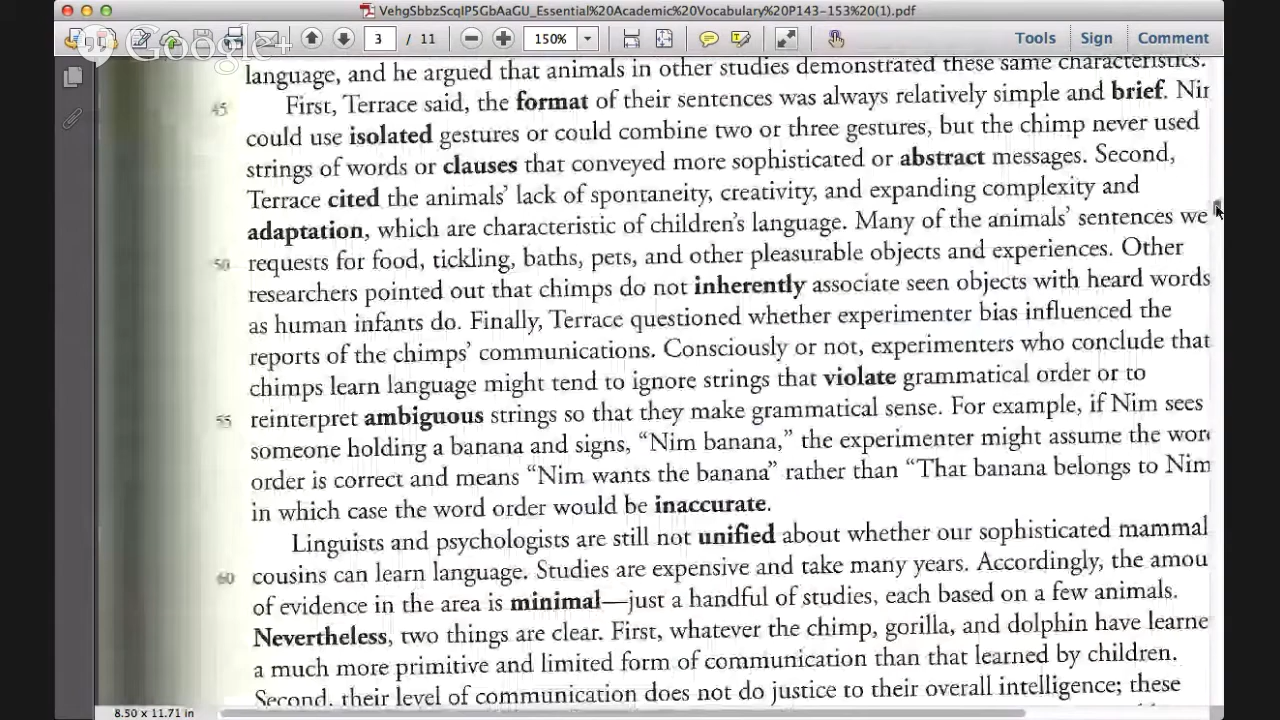 VehgSbbzScqIP5GbAaGU_Essential%20Academic%20Vocabulary%20P143-153%20(1).pdf
Google+
3 / 11 150% Tools Sign Comment
language, and he argued that animals in other studies demonstrated these same characteristics.
45 First, Terrace said, the format of their sentences was always relatively simple and brief. Nim
could use isolated gestures or could combine two or three gestures, but the chimp never used
strings of words or clauses that conveyed more sophisticated or abstract messages. Second,
Terrace cited the animals' lack of spontaneity, creativity, and expanding complexity and
adaptation, which are characteristic of children's language. Many of the animals' sentences we
50 requests for food, tickling, baths, pets, and other pleasurable objects and experiences. Other
researchers pointed out that chimps do not inherently associate seen objects with heard words
as human infants do. Finally, Terrace questioned whether experimenter bias influenced the
reports of the chimps' communications. Consciously or not, experimenters who conclude that
chimps learn language might tend to ignore strings that violate grammatical order or to
55 reinterpret ambiguous strings so that they make grammatical sense. For example, if Nim sees
someone holding a banana and signs, “Nim banana,” the experimenter might assume the word
order is correct and means “Nim wants the banana” rather than “That banana belongs to Nim
in which case the word order would be inaccurate.
Linguists and psychologists are still not unified about whether our sophisticated mammal
60 cousins can learn language. Studies are expensive and take many years. Accordingly, the amou
of evidence in the area is minimal—just a handful of studies, each based on a few animals.
Nevertheless, two things are clear. First, whatever the chimp, gorilla, and dolphin have learne
a much more primitive and limited form of communication than that learned by children.
Second, their level of communication does not do justice to their overall intelligence; these
8.50 x 11.71 in